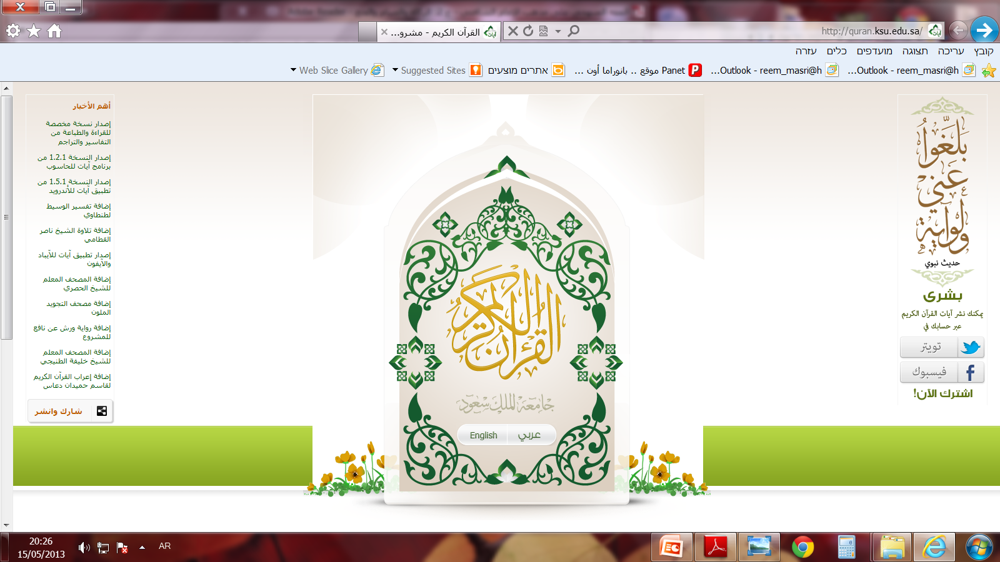 http://quran.ksu.edu.sa/
القرآن الكريم - مشرو...
קובץ
עריכה
תצוגה
מועדפים
כלים
עזרה
Outlook - reem_masri@h...
Outlook - reem_masri@h...
Panet موقع .. بانوراما أون ...
אתרים מוצעים
Suggested Sites
Web Slice Gallery
بَلِّغُوا
عَنِّي
وَلَوْ آيَة
حديث نبوي
بشرى
يمكنك نشر آيات القرآن الكريم
عبر حسابك في
تويتر
فيسبوك
اشترك الآن!
القرآن الكريم
جامعة الملك سعود
عربي
English
أهم الأخبار
إصدار نسخة مخصصة
للقراءة والطباعة من
التفاسير والتراجم
إصدار النسخة 1.2.1 من
برنامج آيات للحاسوب
إصدار النسخة 1.5.1 من
تطبيق آيات للأندرويد
إضافة تفسير الوسيط
لطنطاوي
إضافة تلاوة الشيخ ناصر
القطامي
إصدار تطبيق آيات للآيباد
والآيفون
إضافة المصحف المعلم
للشيخ الحصري
إضافة مصحف التجويد
الملون
إضافة رواية ورش عن نافع
للمشروع
إضافة المصحف المعلم
للشيخ خليفة الطنيجي
إضافة إعراب القرآن الكريم
لقاسم حميدان دعاس
شارك وانشر
AR
20:26
15/05/2013